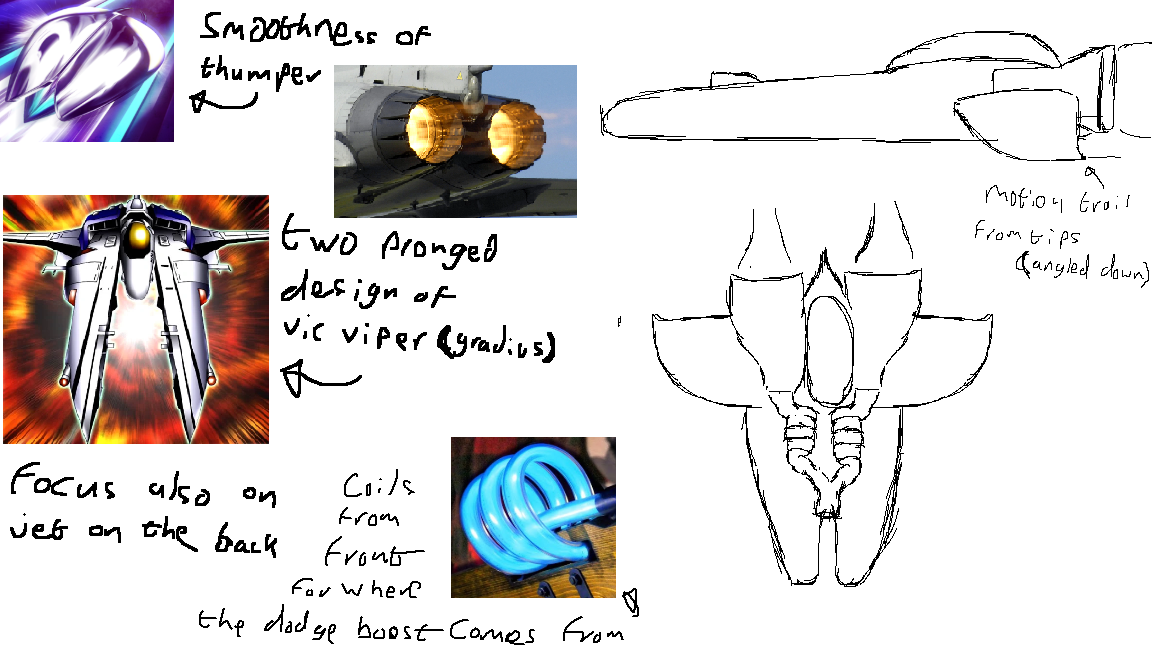 Smoothness of
thumper
two pronged
design of
vic viper (gradius)
Focus also on
jet on the back
Coils
from
front
for where
the dodge boost comes from
motion trail
from tips
(angled down)